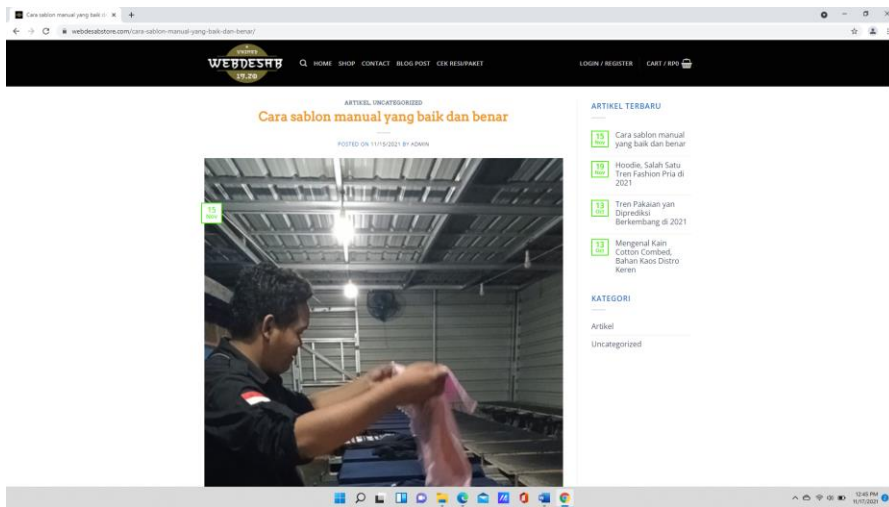 Cara sablon manual yang baik d
webdesabstore.com/cara-sablon-manual-yang-baik-dan-benar/
WEBDESAB
19.20
HOME SHOP CONTACT BLOG POST CEK RESI/PAKET
LOGIN / REGISTER CART / RP0
ARTIKEL, UNCATEGORIZED
Cara sablon manual yang baik dan benar
POSTED ON 11/15/2021 BY ADMIN
15
Nov
ARTIKEL TERBARU
15
Nov
Cara sablon manual
yang baik dan benar
19
Hoodie, Salah Satu
Tren Fashion Pria di
2021
13
Oct
Tren Pakaian yan
Diprediksi
Berkembang di 2021
13
Oct
Mengenal Kain
Cotton Combed,
Bahan Kaos Distro
Keren
KATEGORI
Artikel
Uncategorized
12:45 PM
11/17/2021